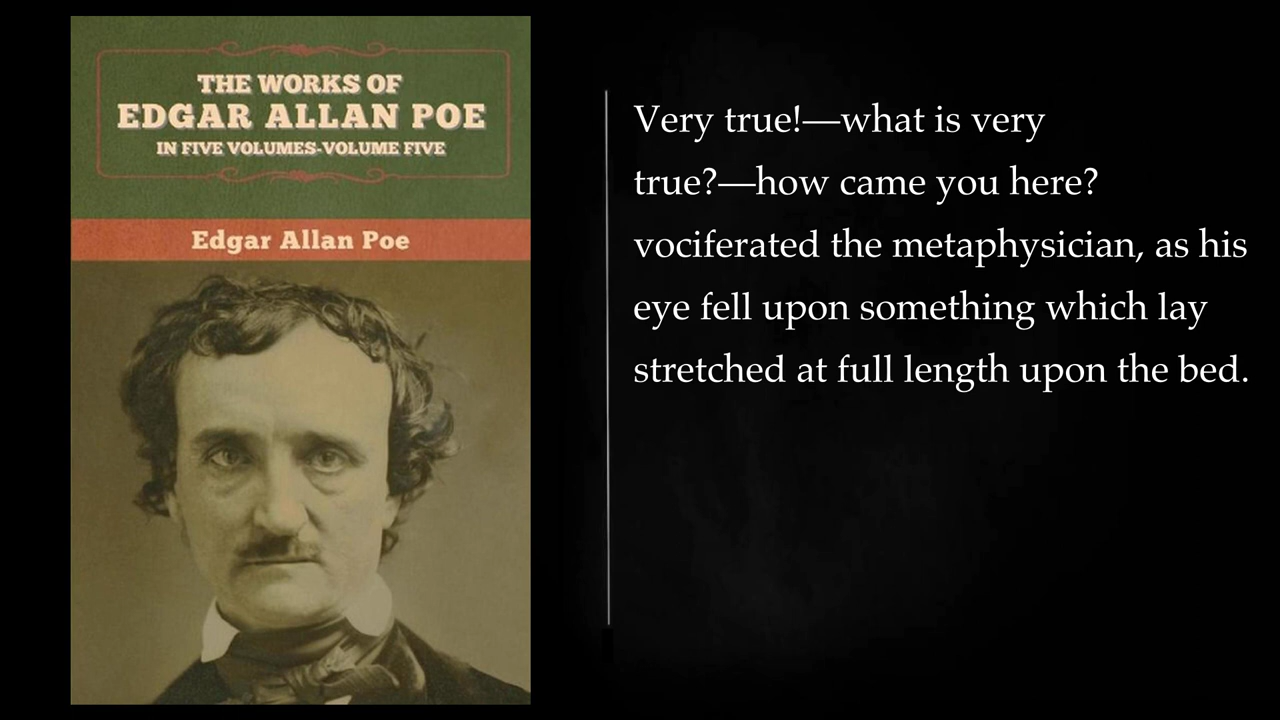 THE WORKS OF
EDGAR ALLAN POE
IN FIVE VOLUMES-VOLUME FIVE
Edgar Allan Poe
Very true!—what is very
true?—how came you here?
vociferated the metaphysician, as his
eye fell upon something which lay
stretched at full length upon the bed.